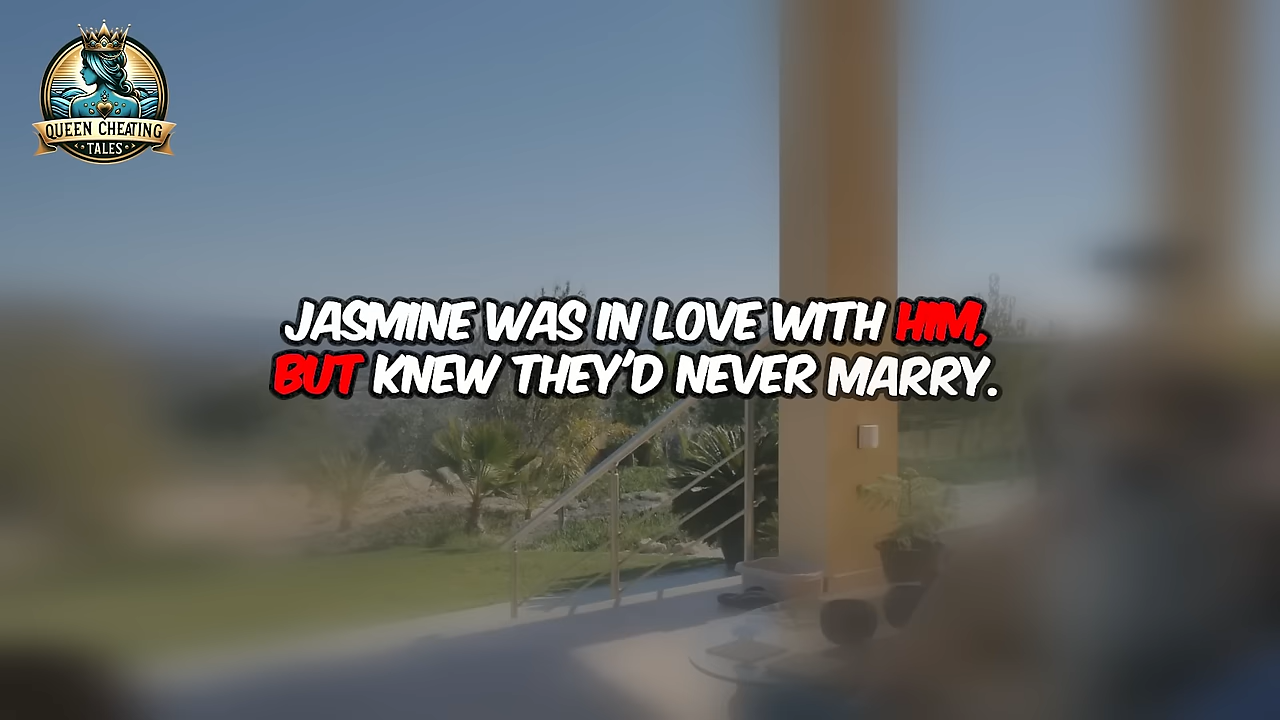 QUEEN CHEATING
TALES
JASMINE WAS IN LOVE WITH HIM,
BUT KNEW THEY'D NEVER MARRY.